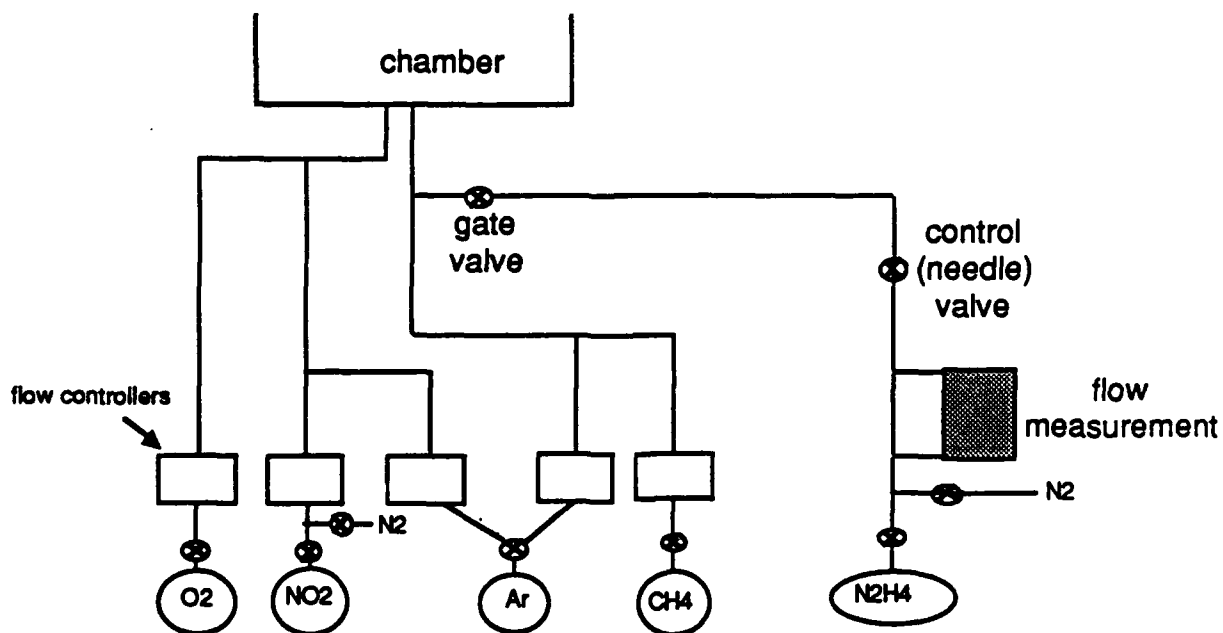 chamber
gate
valve
control
(needle)
valve
flow controllers
flow
measurement
N2
N2
O2
NO2
Ar
CH4
N2H4